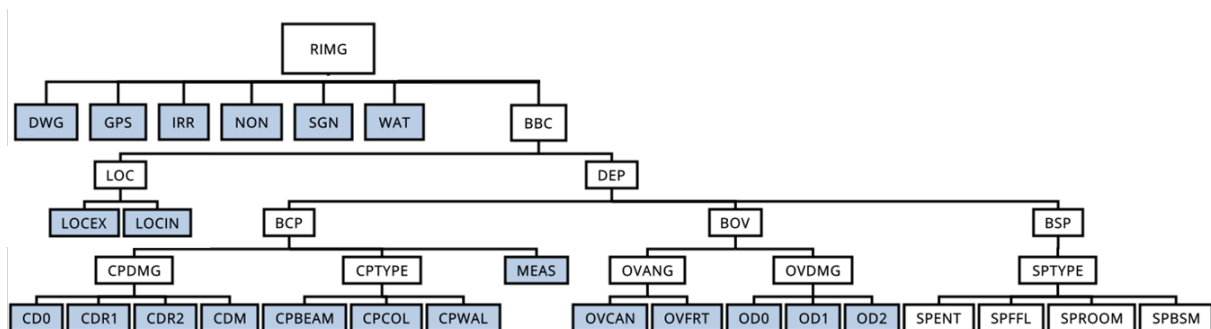 RIMG
DWG GPS IRR NON SGN WAT BBC
LOC DEP
LOCEX LOCIN BCP BOV BSP
CPDMG CPTYPE MEAS OVANG OVDMG SPTYPE
CD0 CDR1 CDR2 CDM CPBEAM CPCOL CPWAL OVCAN OVFRT OD0 OD1 OD2 SPENT SPFFL SPROOM SPBSM